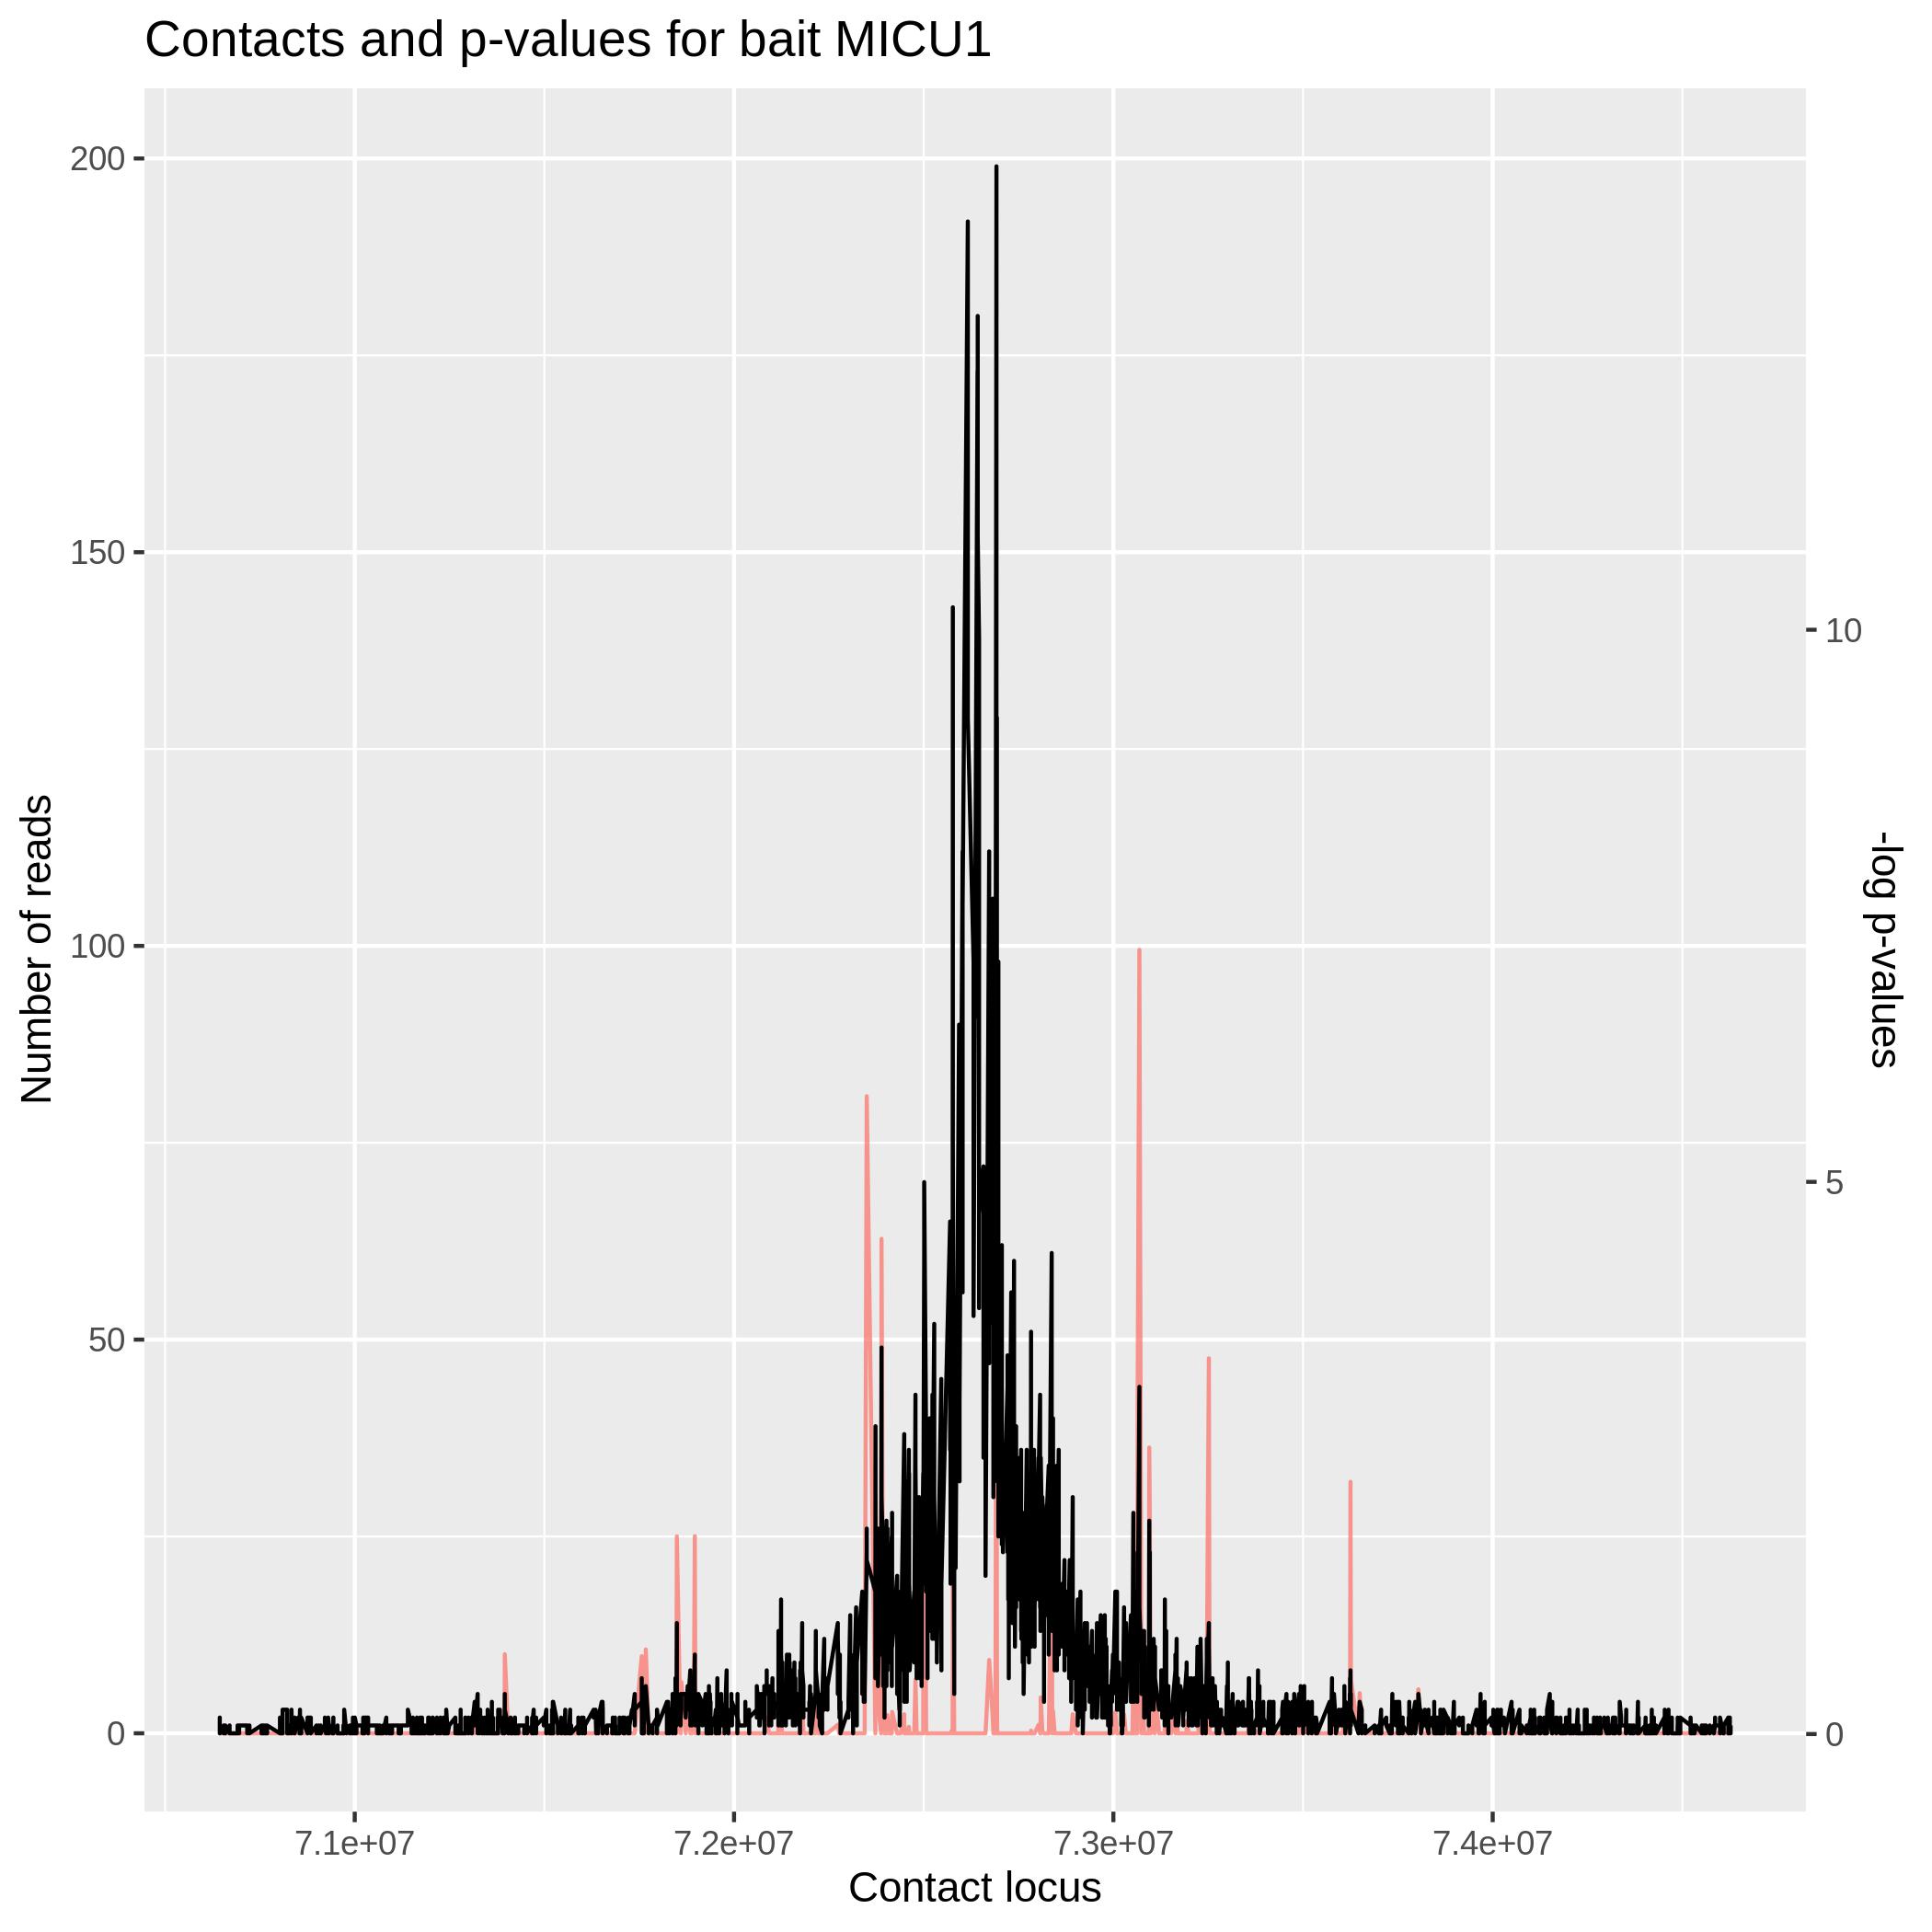 Contacts and p-values for bait MICU1
200
150
100
50
0
Number of reads
10
5
0
-log p-values
7.1e+07 7.2e+07 7.3e+07 7.4e+07
Contact locus